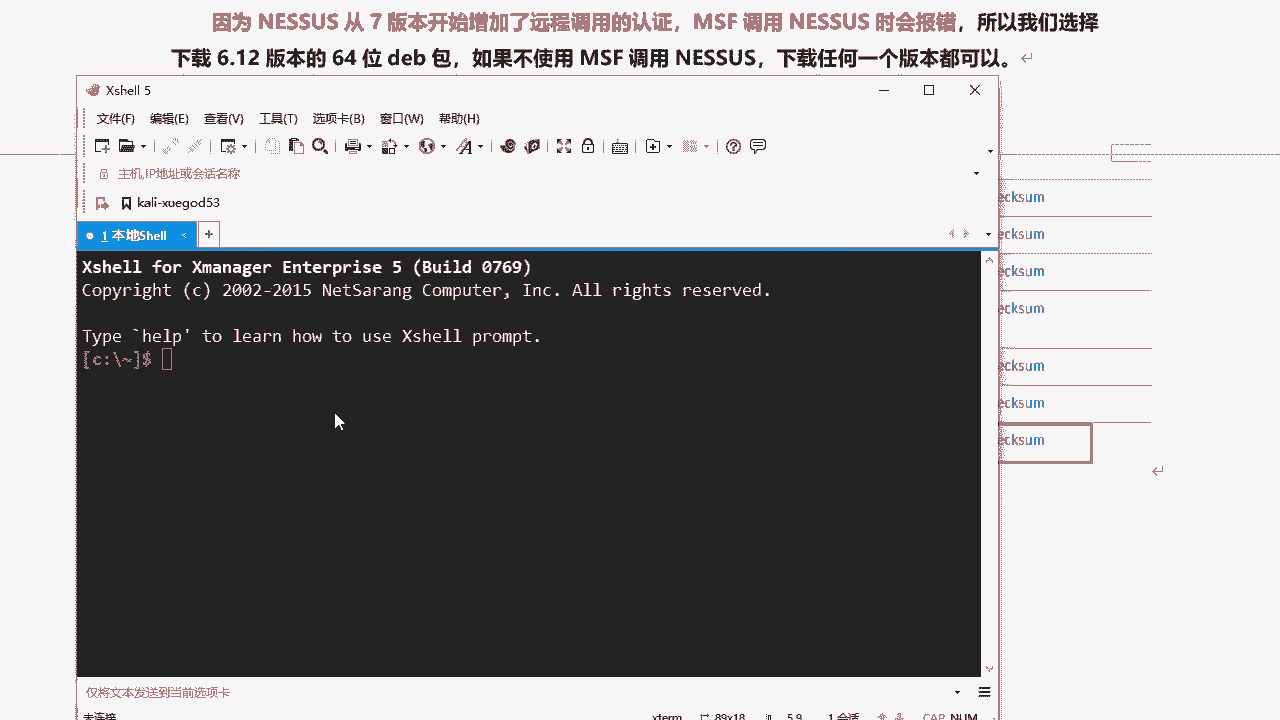 因为 NESSUS 从 7 版本开始增加了远程调用的认证，MSF 调用 NESSUS 时会报错，所以我们选择
下载 6.12 版本的 64 位 deb 包，如果不使用 MSF 调用 NESSUS，下载任何一个版本都可以。
Xshell 5
文件(F) 编辑(E) 查看(V) 工具(T) 选项卡(B) 窗口(W) 帮助(H)
主机,IP地址或会话名称
kali-xuegod53
1 本地Shell
Xshell for Xmanager Enterprise 5 (Build 0769)
Copyright (c) 2002-2015 NetSarang Computer, Inc. All rights reserved.
Type `help' to learn how to use Xshell prompt.
[c:\~]$
ecksum
ecksum
ecksum
ecksum
ecksum
ecksum
ecksum
仅将文本发送到当前选项卡
未连接 xterm 89x18 5,9 1 会话 CAP NUM